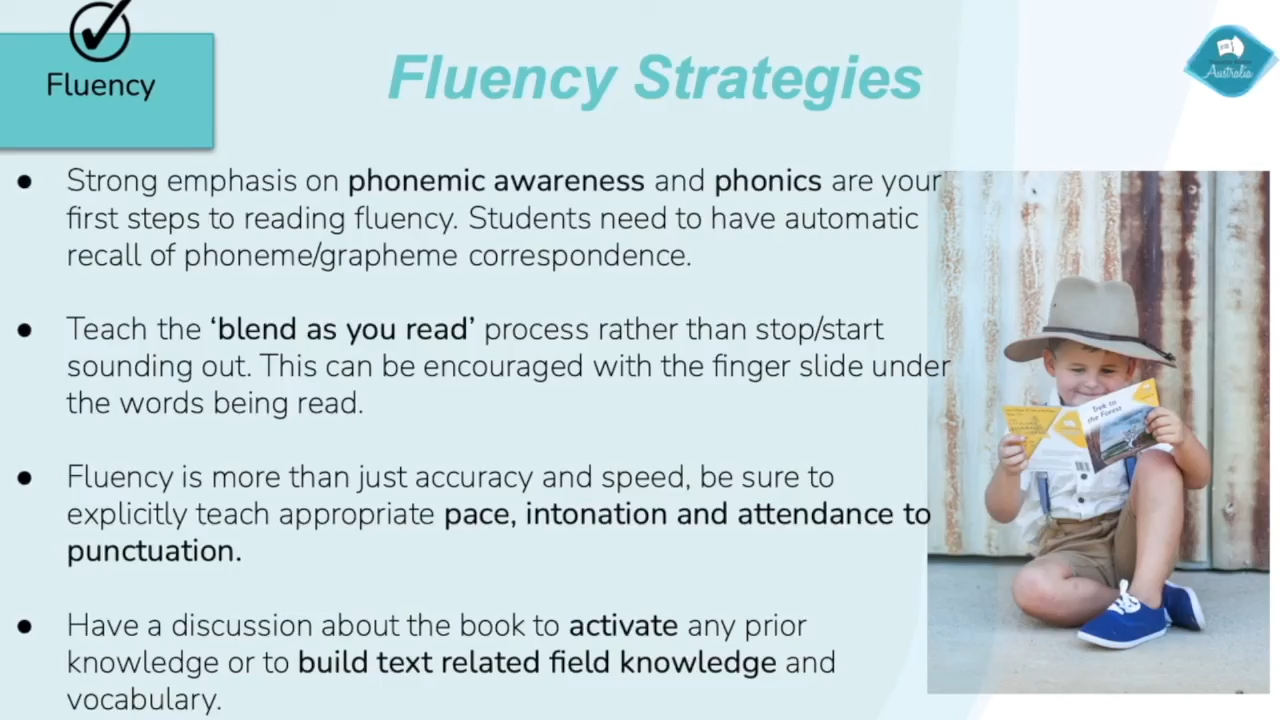 Fluency
Fluency Strategies
Australia
● Strong emphasis on phonemic awareness and phonics are your
first steps to reading fluency. Students need to have automatic
recall of phoneme/grapheme correspondence.
● Teach the ‘blend as you read’ process rather than stop/start
sounding out. This can be encouraged with the finger slide under
the words being read.
● Fluency is more than just accuracy and speed, be sure to
explicitly teach appropriate pace, intonation and attendance to
punctuation.
● Have a discussion about the book to activate any prior
knowledge or to build text related field knowledge and
vocabulary.
Trek to
the Forest